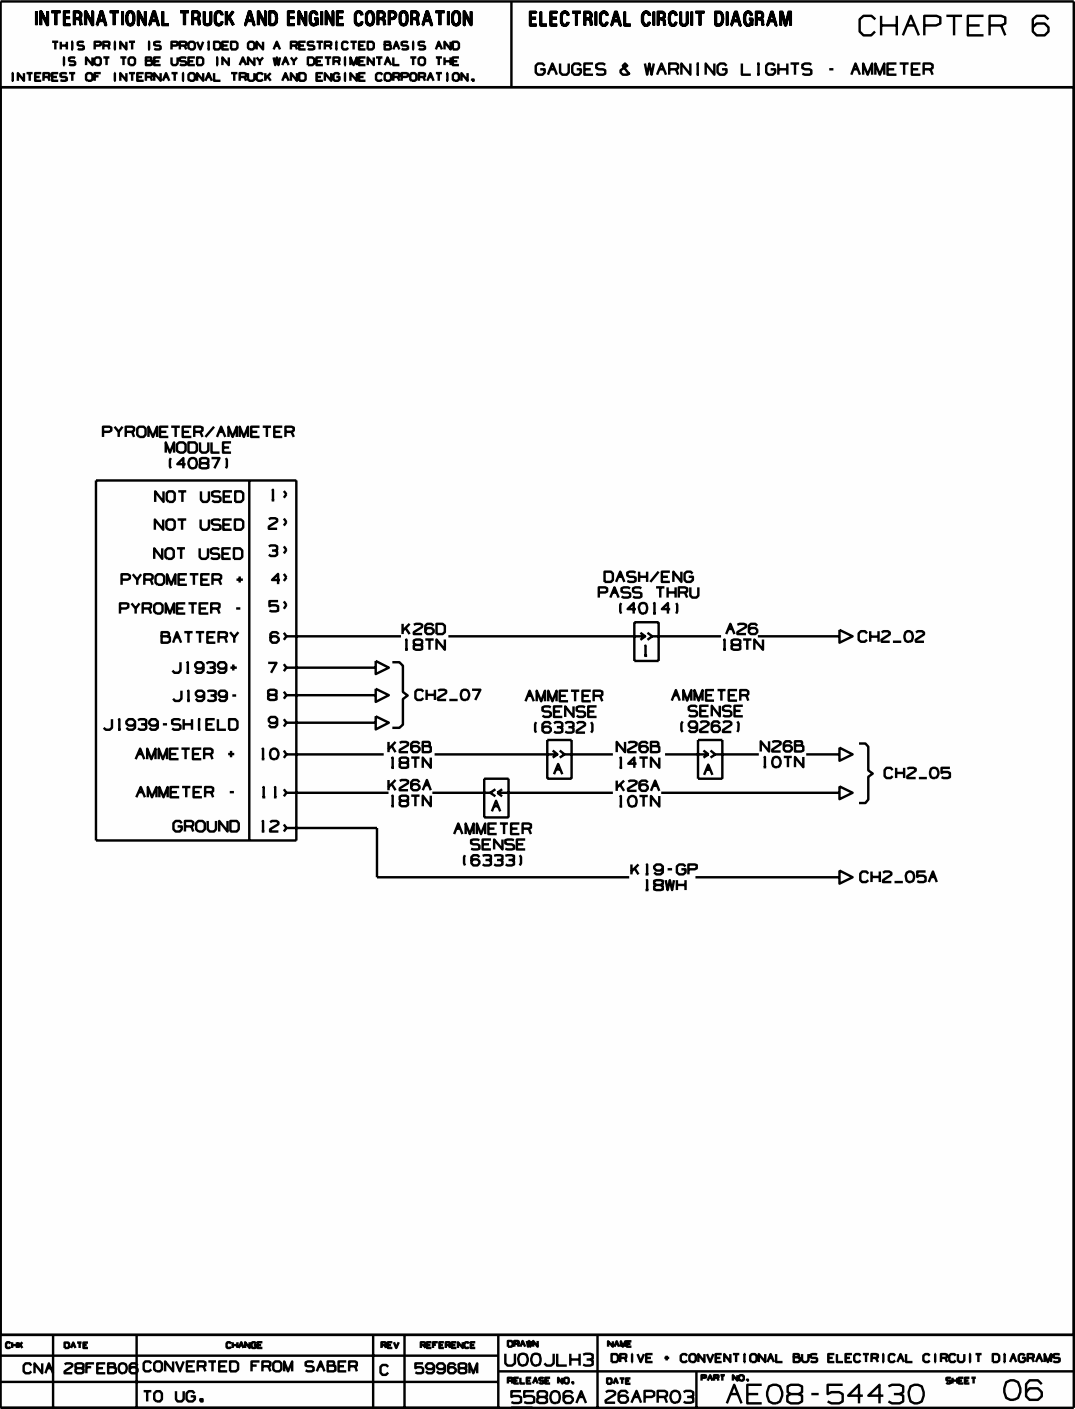 INTERNATIONAL TRUCK AND ENGINE CORPORATION
THIS PRINT IS PROVIDED ON A RESTRICTED BASIS AND
IS NOT TO BE USED IN ANY WAY DETRIMENTAL TO THE
INTEREST OF INTERNATIONAL TRUCK AND ENGINE CORPORATION.
ELECTRICAL CIRCUIT DIAGRAM
CHAPTER 6
GAUGES & WARNING LIGHTS - AMMETER
PYROMETER/AMMETER
MODULE
(4087)
NOT USED 1
NOT USED 2
NOT USED 3
PYROMETER + 4
PYROMETER - 5
BATTERY 6
J1939+ 7
J1939- 8
J1939-SHIELD 9
AMMETER + 10
AMMETER - 11
GROUND 12
K26D
18TN
DASH/ENG
PASS THRU
(4014)
1
A26
18TN
CH2_02
CH2_07
K26B
18TN
AMMETER
SENSE
(6332)
A
N26B
14TN
AMMETER
SENSE
(9262)
A
N26B
10TN
CH2_05
K26A
18TN
A
AMMETER
SENSE
(6333)
K26A
10TN
K19-GP
18WH
CH2_05A
CHK DATE CHANGE REV REFERENCE
CNA 28FEB06 CONVERTED FROM SABER C 59968M
TO UG.
DRAWN
U00JLH3
NAME
DRIVE + CONVENTIONAL BUS ELECTRICAL CIRCUIT DIAGRAMS
RELEASE NO.
55806A
DATE
26APR03
PART NO.
AE08-54430
SHEET
06